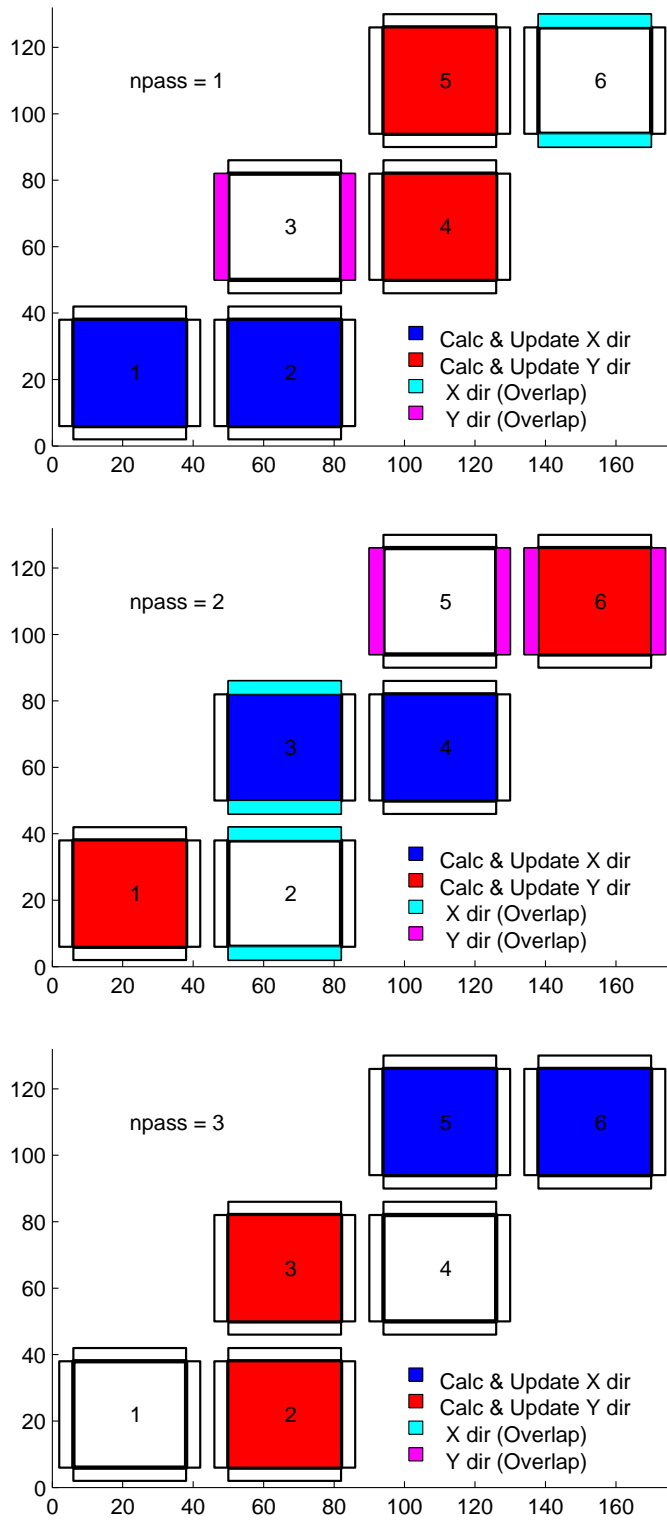 120
npass = 1
5
6
100
80
3
4
60
40
Calc & Update X dir
1
2
20
Calc & Update Y dir
X dir (Overlap)
Y dir (Overlap)
0
0 20 40 60 80 100 120 140 160
120
npass = 2
5
6
100
80
3
4
60
40
Calc & Update X dir
1
2
20
Calc & Update Y dir
X dir (Overlap)
Y dir (Overlap)
0
0 20 40 60 80 100 120 140 160
120
npass = 3
5
6
100
80
3
4
60
40
Calc & Update X dir
1
2
20
Calc & Update Y dir
X dir (Overlap)
Y dir (Overlap)
0
0 20 40 60 80 100 120 140 160